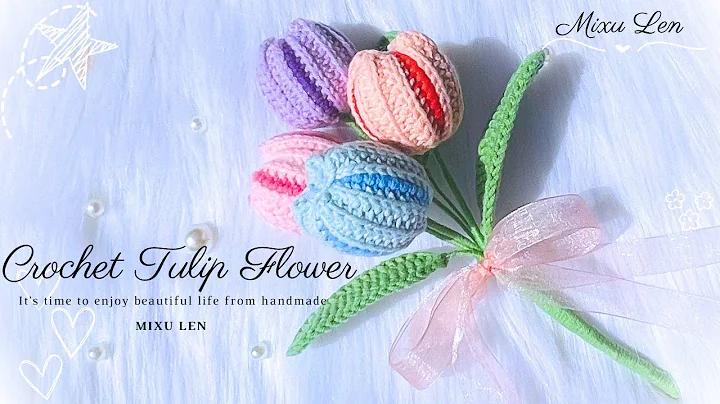 Mixu Len
Crochet Tulip Flower
It's time to enjoy beautiful life from handmade
MIXU LEN